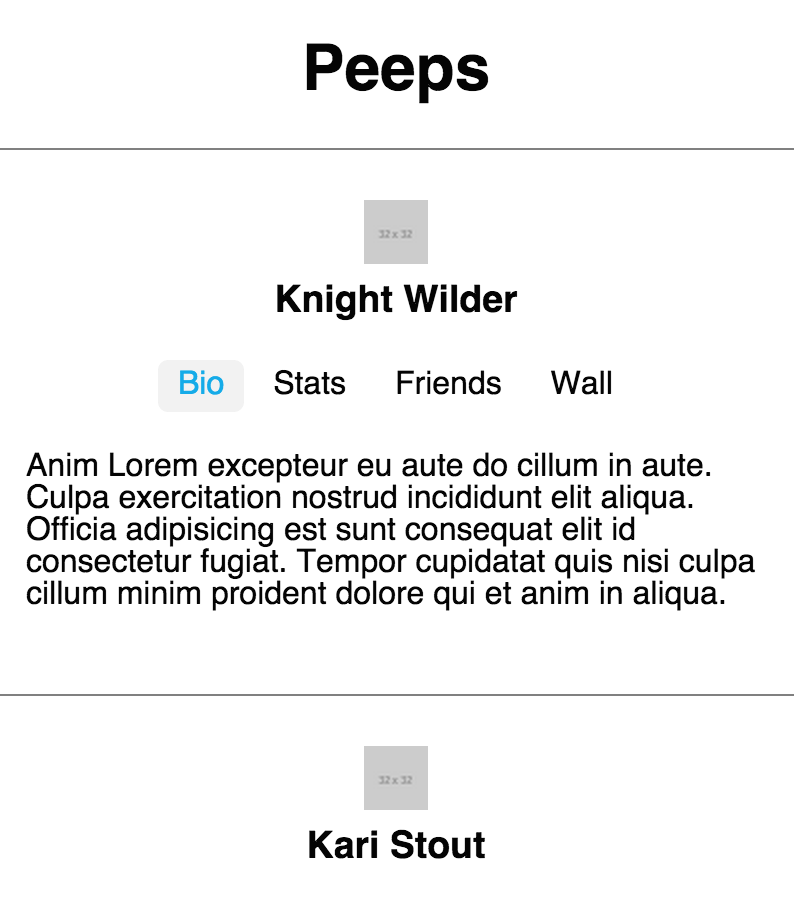 Peeps
32 x 32
Knight Wilder
Bio Stats Friends Wall
Anim Lorem excepteur eu aute do cillum in aute.
Culpa exercitation nostrud incididunt elit aliqua.
Officia adipisicing est sunt consequat elit id
consectetur fugiat. Tempor cupidatat quis nisi culpa
cillum minim proident dolore qui et anim in aliqua.
32 x 32
Kari Stout